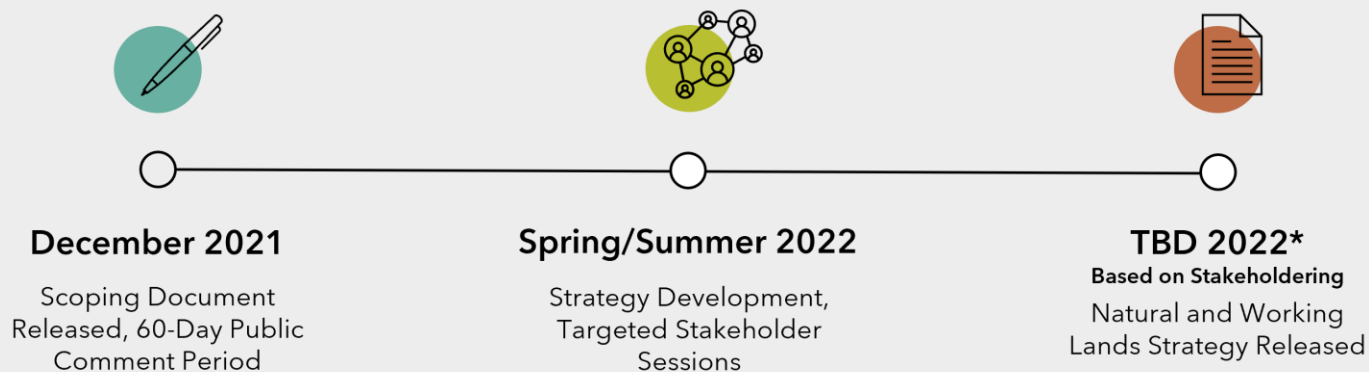 December 2021
Scoping Document
Released, 60-Day Public
Comment Period
Spring/Summer 2022
Strategy Development,
Targeted Stakeholder
Sessions
TBD 2022*
Based on Stakeholdering
Natural and Working
Lands Strategy Released